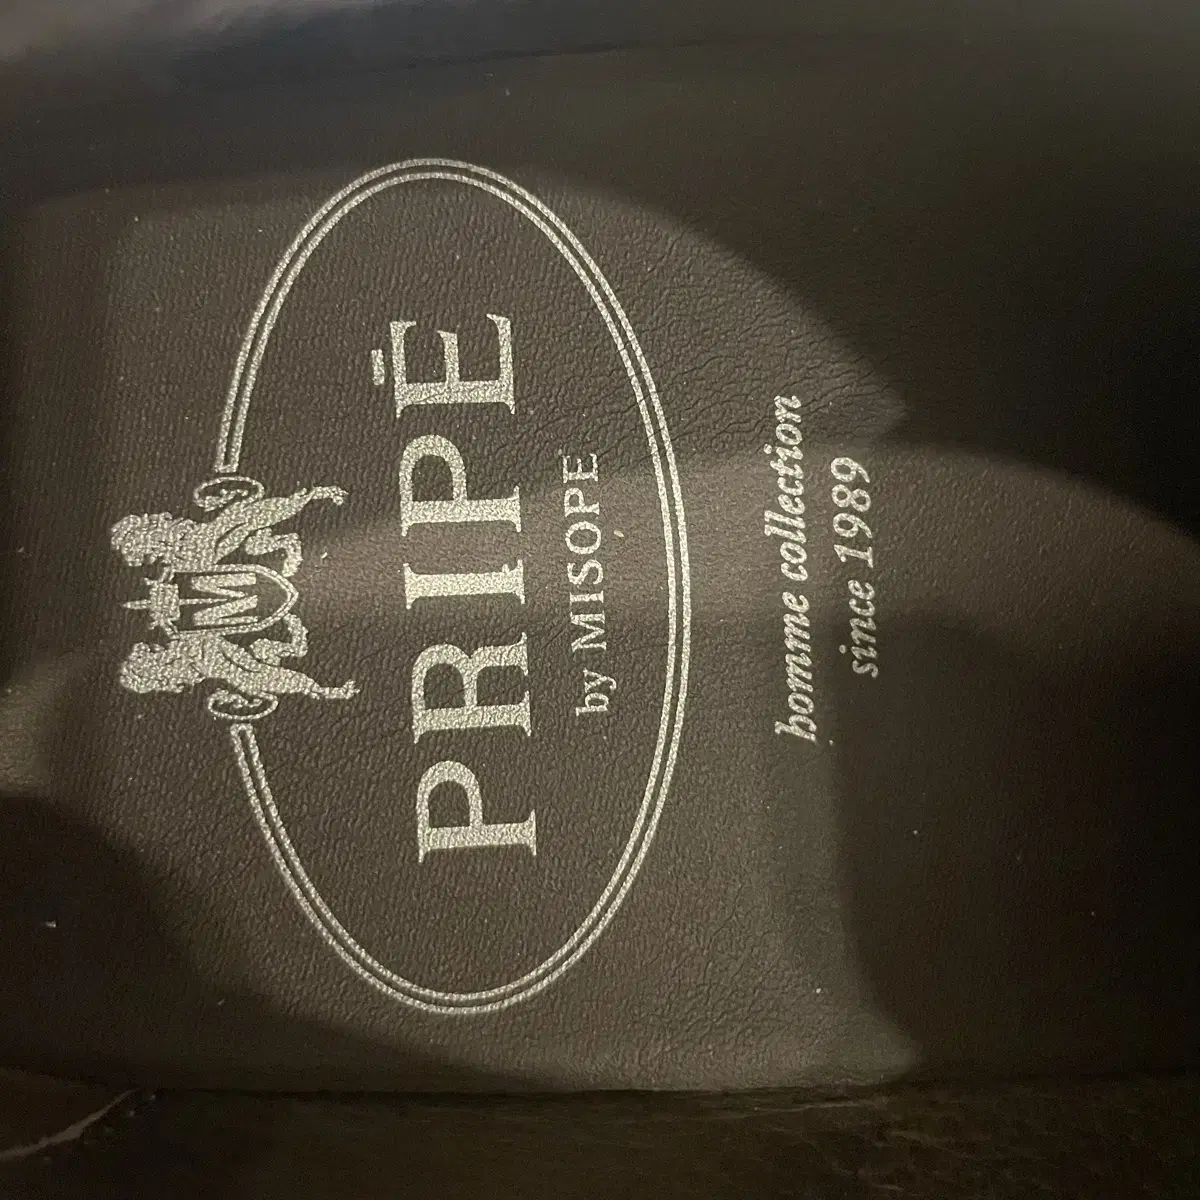 M
PRIPĒ
by MISOPE
homme collection
since 1989